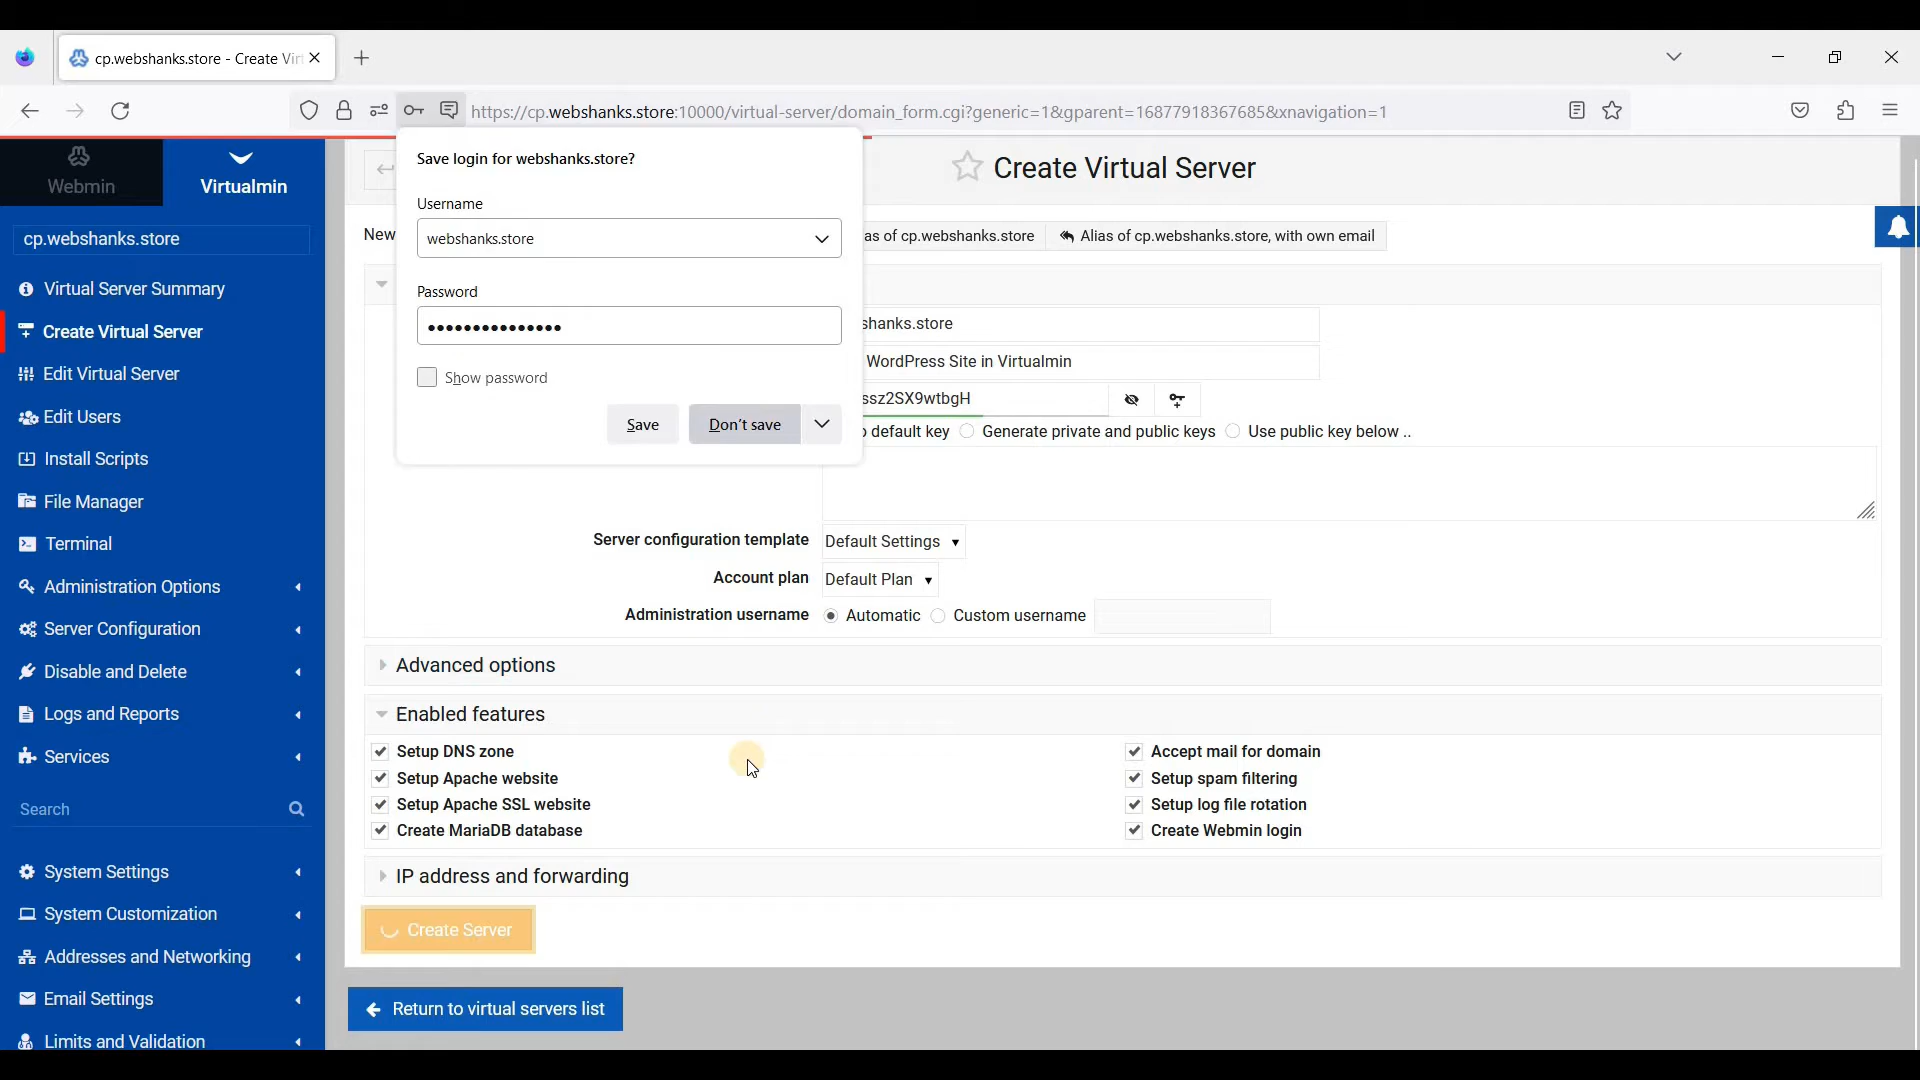 cp.webshanks.store - Create Vir
https://cp.webshanks.store:10000/virtual-server/domain_form.cgi?generic=1&gparent=168779183676​85&xnavigation=1
Webmin
Virtualmin
cp.webshanks.store
Virtual Server Summary
Create Virtual Server
Edit Virtual Server
Edit Users
Install Scripts
File Manager
Terminal
Administration Options
Server Configuration
Disable and Delete
Logs and Reports
Services
Search
System Settings
System Customization
Addresses and Networking
Email Settings
Limits and Validation
Save login for webshanks.store?
Username
webshanks.store
Password
•••••••••••••••
Show password
Save
Don't save
Create Virtual Server
New
as of cp.webshanks.store
Alias of cp.webshanks.store, with own email
shanks.store
WordPress Site in Virtualmin
ssz2SX9wtbgH
default key
Generate private and public keys
Use public key below ..
Server configuration template
Default Settings
Account plan
Default Plan
Administration username
Automatic
Custom username
Advanced options
Enabled features
Setup DNS zone
Accept mail for domain
Setup Apache website
Setup spam filtering
Setup Apache SSL website
Setup log file rotation
Create MariaDB database
Create Webmin login
IP address and forwarding
Create Server
Return to virtual servers list